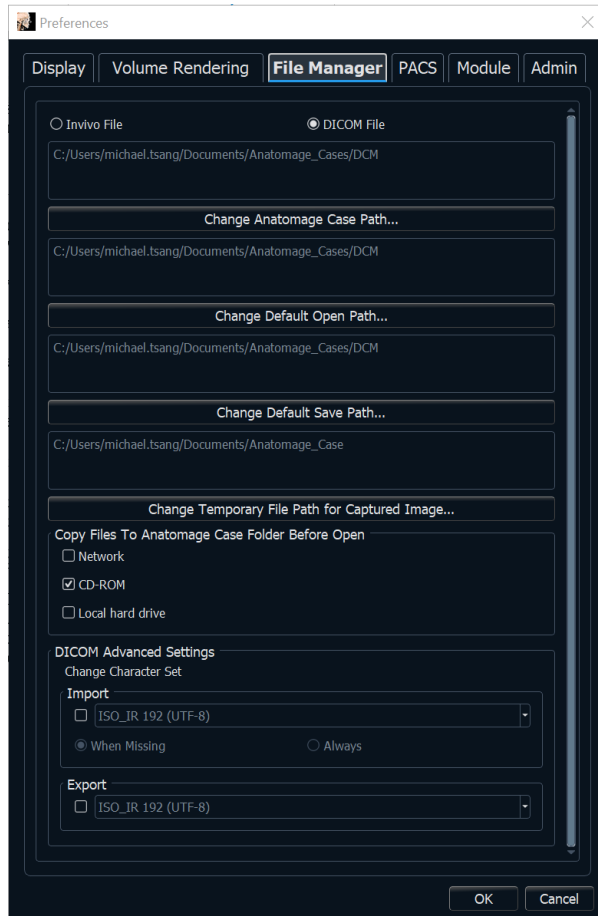 Preferences
Display Volume Rendering File Manager PACS Module Admin
Invivo File DICOM File
C:/Users/michael.tsang/Documents/Anatomage_Cases/DCM
Change Anatomage Case Path...
C:/Users/michael.tsang/Documents/Anatomage_Cases/DCM
Change Default Open Path...
C:/Users/michael.tsang/Documents/Anatomage_Cases/DCM
Change Default Save Path...
C:/Users/michael.tsang/Documents/Anatomage_Case
Change Temporary File Path for Captured Image...
Copy Files To Anatomage Case Folder Before Open
Network
CD-ROM
Local hard drive
DICOM Advanced Settings
Change Character Set
Import
ISO_IR 192 (UTF-8)
When Missing Always
Export
ISO_IR 192 (UTF-8)
OK Cancel